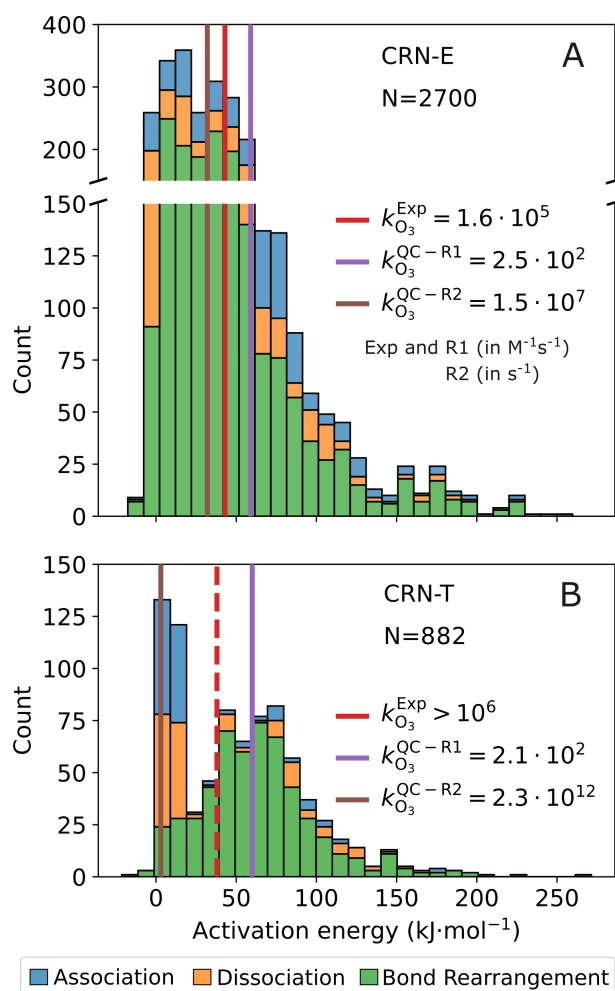 400
300
200
150
125
100
75
50
25
0
Count
CRN-E
A
N=2700
k_{O_3}^{Exp} = 1.6 · 10^5
k_{O_3}^{QC−R1} = 2.5 · 10^2
k_{O_3}^{QC−R2} = 1.5 · 10^7
Exp and R1 (in M^{-1}s^{-1})
R2 (in s^{-1})
150
125
100
75
50
25
0
Count
CRN-T
B
N=882
k_{O_3}^{Exp} > 10^6
k_{O_3}^{QC−R1} = 2.1 · 10^2
k_{O_3}^{QC−R2} = 2.3 · 10^{12}
0 50 100 150 200 250
Activation energy (kJ·mol^{−1})
Association Dissociation Bond Rearrangement